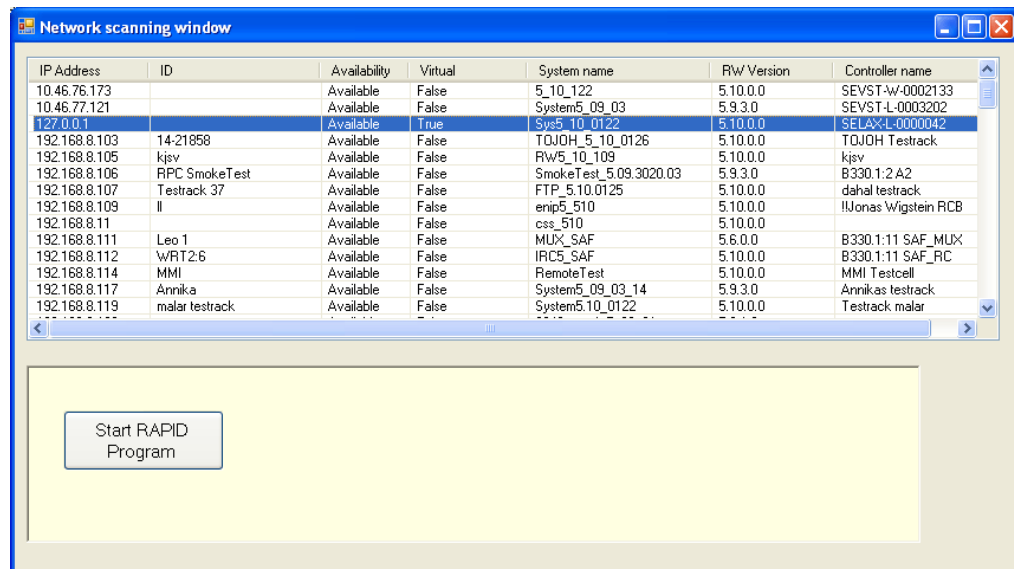 Network scanning window
IP Address ID Availability Virtual System name RW Version Controller name
10.46.76.173 Available False 5_10_122 5.10.0.0 SEVST-W-0002133
10.46.77.121 Available False System5_09_03 5.9.3.0 SEVST-L-0003202
127.0.0.1 Available True Sys5_10_0122 5.10.0.0 SELAX-L-0000042
192.168.8.103 14-21858 Available False TOJOH_5_10_0126 5.10.0.0 TOJOH Testrack
192.168.8.105 kjsv Available False RW5_10_109 5.10.0.0 kjsv
192.168.8.106 RPC SmokeTest Available False SmokeTest_5.09.3020.03 5.9.3.0 B330.1:2 A2
192.168.8.107 Testrack 37 Available False FTP_5.10.0125 5.10.0.0 dahal testrack
192.168.8.109 ll Available False enip5_510 5.10.0.0 !!Jonas Wigstein RCB
192.168.8.11 Available False css_510 5.10.0.0
192.168.8.111 Leo 1 Available False MUX_SAF 5.6.0.0 B330.1:11 SAF_MUX
192.168.8.112 WRT2:6 Available False IRC5_SAF 5.10.0.0 B330.1:11 SAF_RC
192.168.8.114 MMI Available False RemoteTest 5.10.0.0 MMI Testcell
192.168.8.117 Annika Available False System5_09_03_14 5.9.3.0 Annikas testrack
192.168.8.119 malar testrack Available False System5.10_0122 5.10.0.0 Testrack malar
Start RAPID
Program